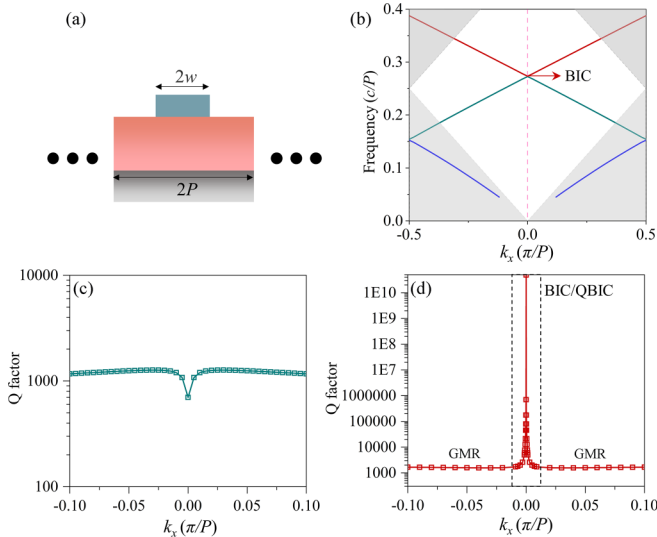 (a)
2w
2P
(b)
0.4
0.3
0.2
0.1
0.0
Frequency (c/P)
BIC
-0.5
0.0
0.5
kx (π/P)
(c)
10000
1000
100
Q factor
-0.10
-0.05
0.00
0.05
0.10
kx (π/P)
(d)
BIC/QBIC
1E10
1E9
1E8
1E7
1000000
100000
10000
1000
Q factor
GMR
GMR
-0.10
-0.05
0.00
0.05
0.10
kx (π/P)